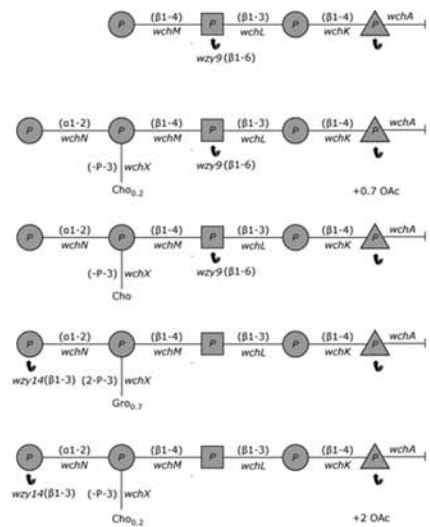 (β1-4) (β1-3) (β1-4)
P P P P wchA
wchM wchL wchK
wzy9(β1-6)
(α1-2) (β1-4) (β1-3) (β1-4)
P P P P P wchA
wchN wchM wchL wchK
(-P-3) wchX wzy9(β1-6)
Cho0.2 +0.7 OAc
(α1-2) (β1-4) (β1-3) (β1-4)
P P P P P wchA
wchN wchM wchL wchK
(-P-3) wchX wzy9(β1-6)
Cho
(α1-2) (β1-4) (β1-3) (β1-4)
P P P P P wchA
wchN wchM wchL wchK
wzy14(β1-3) (2-P-3) wchX
Gro0.7
(α1-2) (β1-4) (β1-3) (β1-4)
P P P P P wchA
wchN wchM wchL wchK
wzy14(β1-3) (-P-3) wchX
Cho0.2 +2 OAc